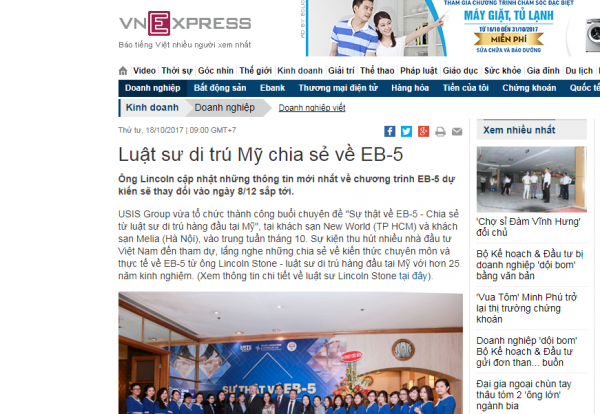 VNEXPRESS
Báo tiếng Việt nhiều người xem nhất
THAM GIA CHƯƠNG TRÌNH CHĂM SÓC ĐẶC BIỆT
MÁY GIẶT, TỦ LẠNH
TỪ 18/10 ĐẾN 31/10/2017
MIỄN PHÍ
SỬA CHỮA VÀ BẢO DƯỠNG
Video Thời sự Góc nhìn Thế giới Kinh doanh Giải trí Thể thao Pháp luật Giáo dục Sức khỏe Gia đình Du lịch
Doanh nghiệp Bất động sản Ebank Thương mại điện tử Hàng hóa Tiền của tôi Chứng khoán Quốc tế
Kinh doanh Doanh nghiệp Doanh nghiệp viết
Thứ tư, 18/10/2017 | 09:00 GMT+7
Luật sư di trú Mỹ chia sẻ về EB-5
Ông Lincoln cập nhật những thông tin mới nhất về chương trình EB-5 dự
kiến sẽ thay đổi vào ngày 8/12 sắp tới.
USIS Group vừa tổ chức thành công buổi chuyên đề "Sự thật về EB-5 - Chia sẻ
từ luật sư di trú hàng đầu tại Mỹ", tại khách sạn New World (TP HCM) và khách
sạn Melia (Hà Nội), vào trung tuần tháng 10. Sự kiện thu hút nhiều nhà đầu tư
Việt Nam đến tham dự, lắng nghe những chia sẻ về kiến thức chuyên môn và
thực tế về EB-5 từ ông Lincoln Stone - luật sư di trú hàng đầu tại Mỹ với hơn 25
năm kinh nghiệm. (Xem thông tin chi tiết về luật sư Lincoln Stone tại đây).
SỰ THẬT VỀ EB-5
Xem nhiều nhất
'Chợ sỉ Đàm Vĩnh Hưng'
đổi chủ
Bộ Kế hoạch & Đầu tư bị
doanh nghiệp 'dội bom'
bằng văn bản
'Vua Tôm' Minh Phú trở
lại thị trường chứng
khoán
Doanh nghiệp 'dội bom'
Bộ Kế hoạch & Đầu tư
gửi đơn than... buồn
Đại gia ngoại chùn tay
thâu tóm 2 'ông lớn'
ngành bia